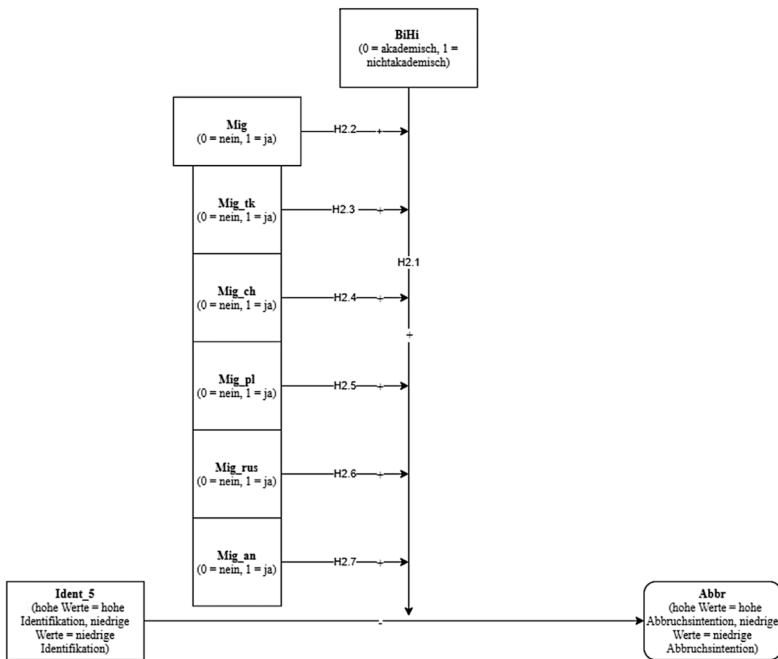 BiHi
(0 = akademisch, 1 =
nichtakademisch)
Mig
(0 = nein, 1 = ja)
H2.2
+
Mig_tk
(0 = nein, 1 = ja)
H2.3
+
H2.1
Mig_ch
(0 = nein, 1 = ja)
H2.4
+
+
Mig_pl
(0 = nein, 1 = ja)
H2.5
+
Mig_rus
(0 = nein, 1 = ja)
H2.6
+
Mig_an
(0 = nein, 1 = ja)
H2.7
+
Ident_5
(hohe Werte = hohe
Identifikation, niedrige
Werte = niedrige
Identifikation)
-
Abbr
(hohe Werte = hohe
Abbruchsintention, niedrige
Werte = niedrige
Abbruchsintention)